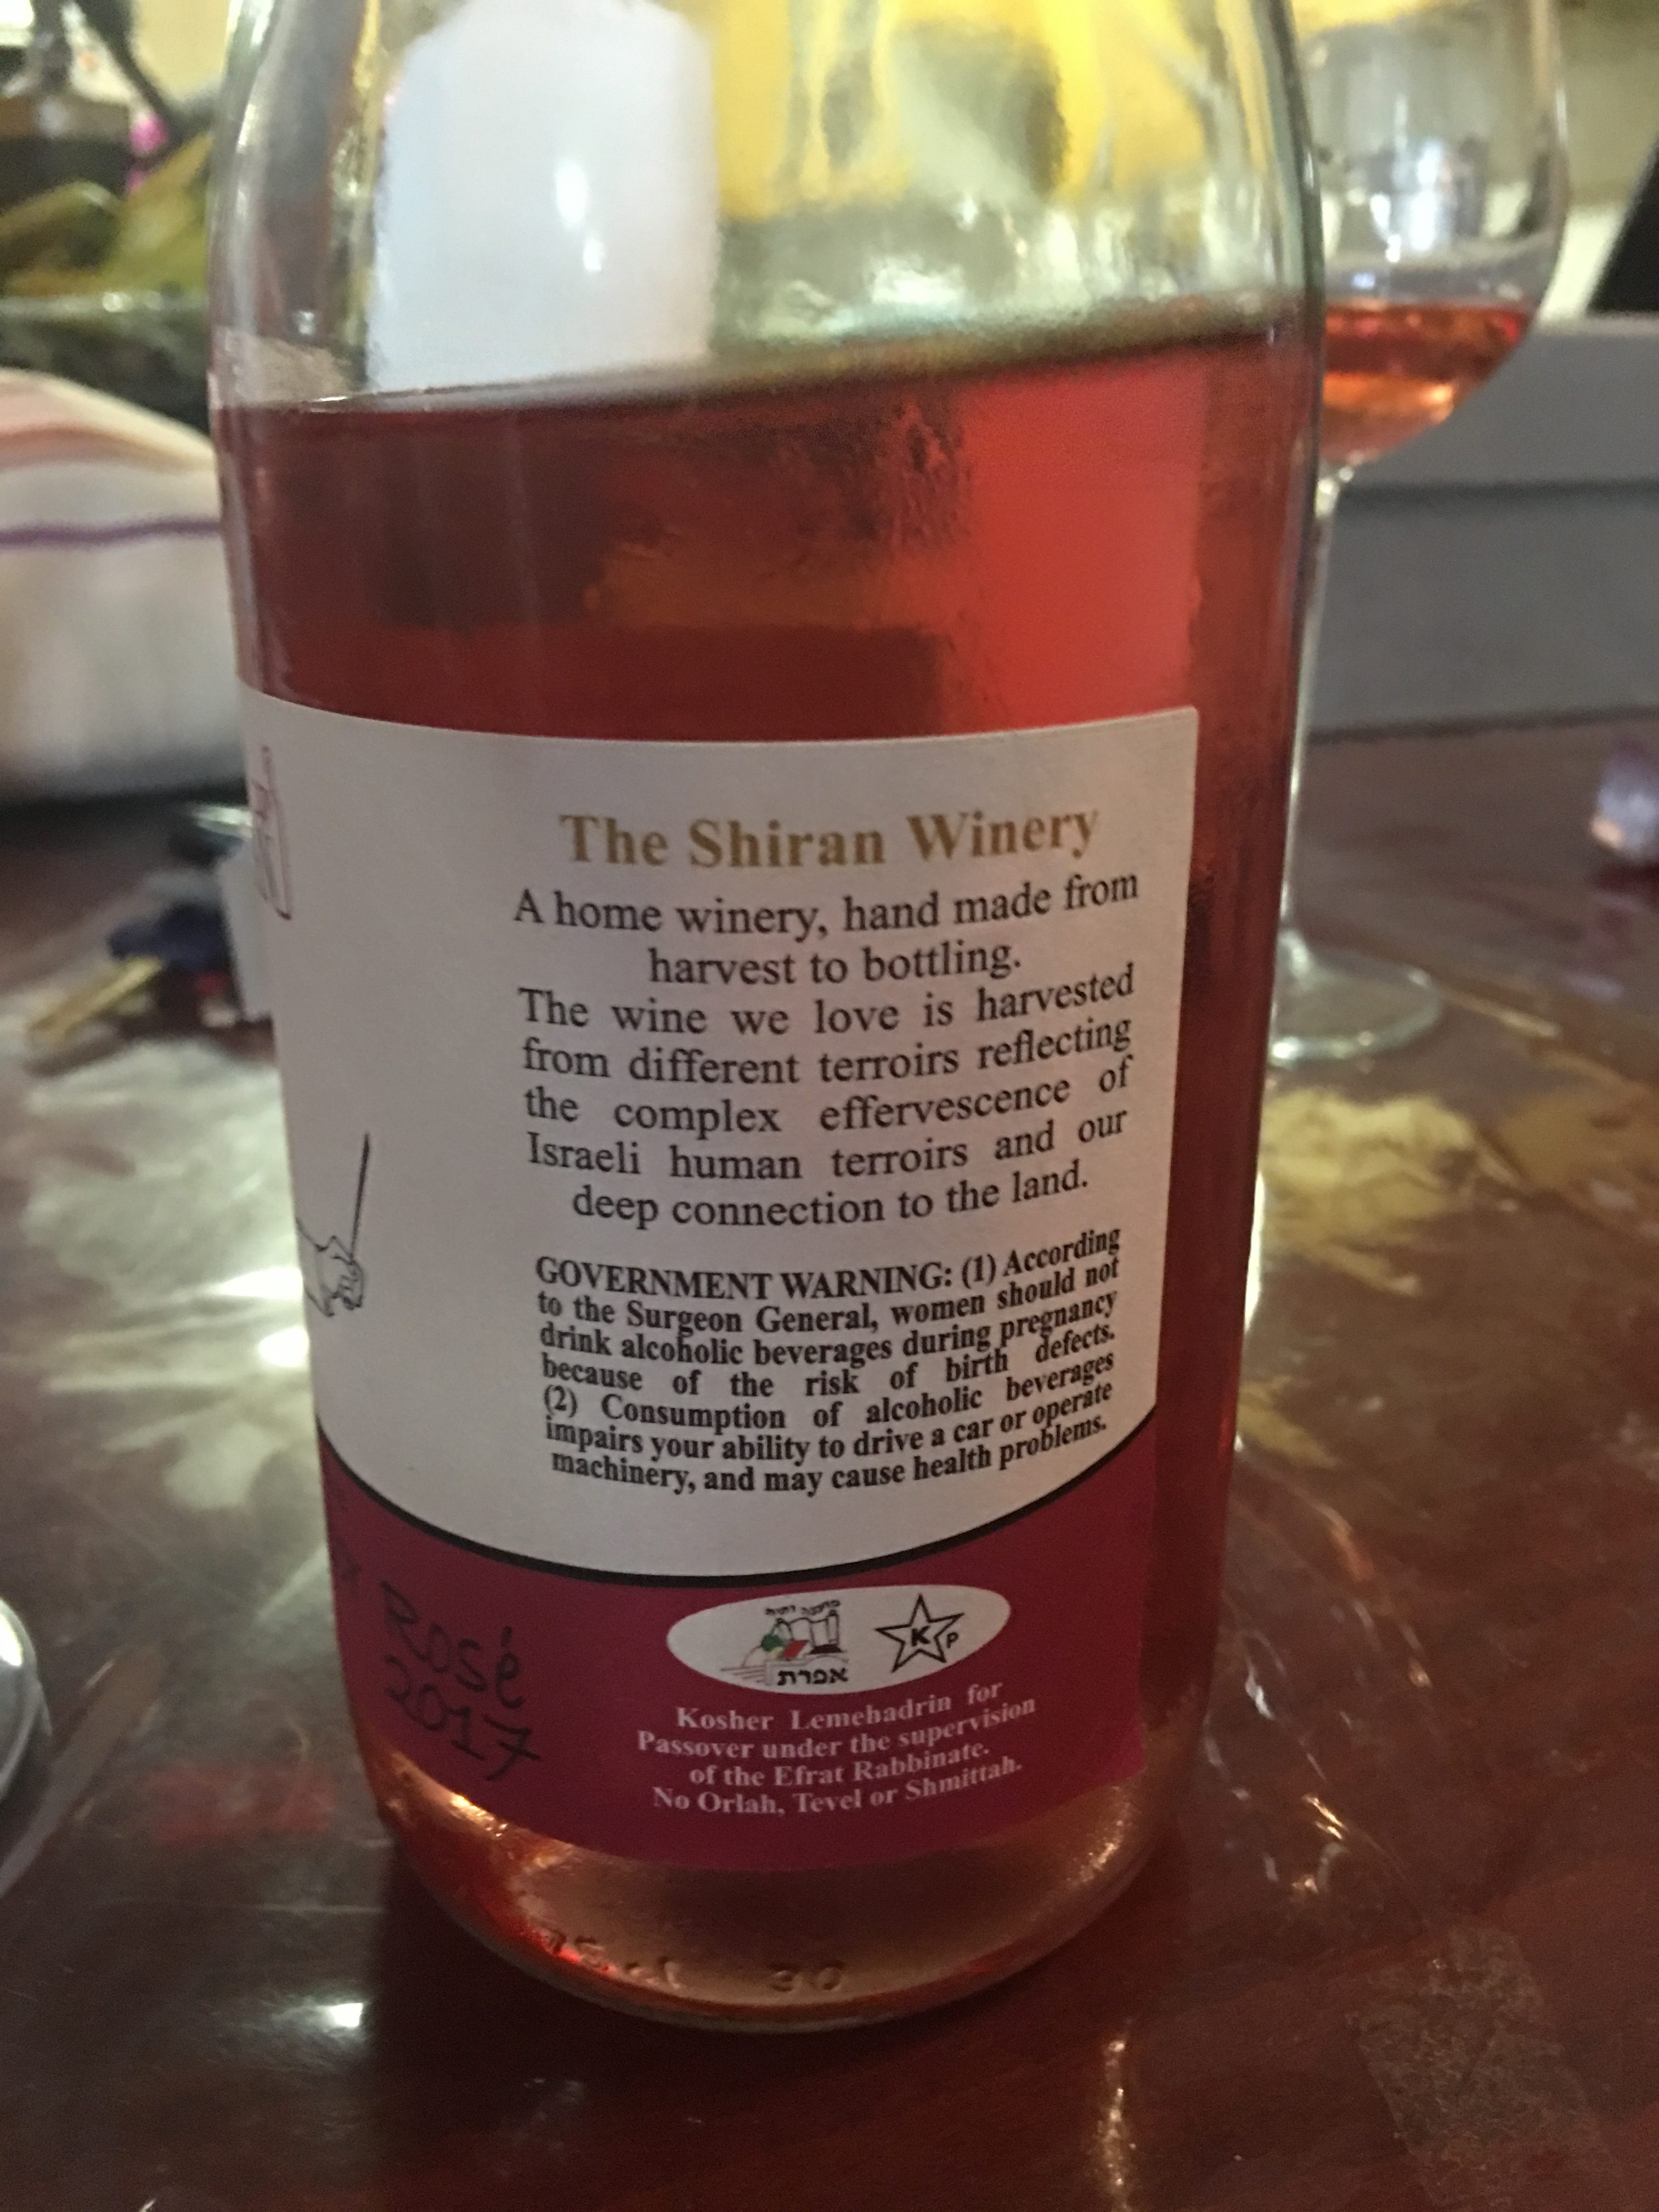 The Shiran Winery
A home winery, hand made from
harvest to bottling.
The wine we love is harvested
from different terroirs reflecting
the complex effervescence of
Israeli human terroirs and our
deep connection to the land.
GOVERNMENT WARNING: (1) According
to the Surgeon General, women should not
drink alcoholic beverages during pregnancy
because of the risk of birth defects.
(2) Consumption of alcoholic beverages
impairs your ability to drive a car or operate
machinery, and may cause health problems.
Rosé
2017
אפרת
K P
Kosher Lemehadrin for
Passover under the supervision
of the Efrat Rabbinate.
No Orlah, Tevel or Shmittah.
30